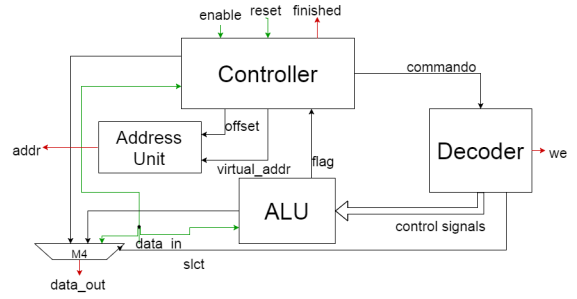 enable
reset
finished
Controller
commando
offset
Address
Unit
addr
virtual_addr
flag
Decoder
we
ALU
control signals
data_in
M4
slct
data_out